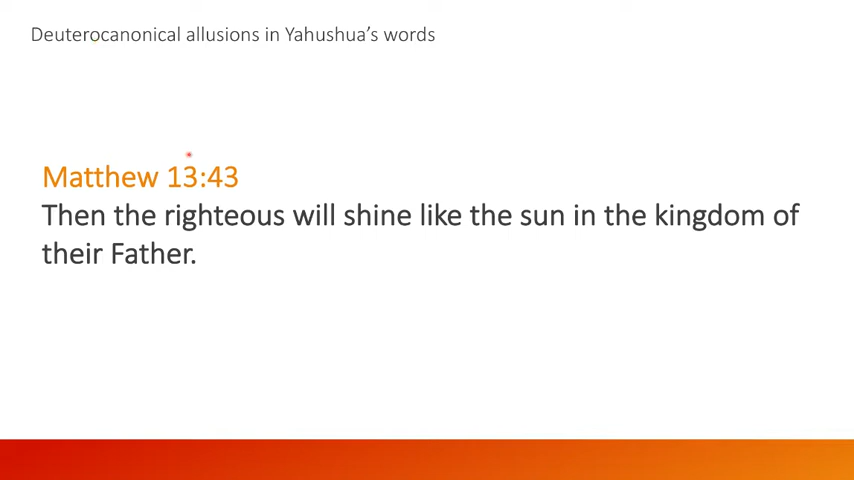 Deuterocanonical allusions in Yahushua’s words
Matthew 13:43
Then the righteous will shine like the sun in the kingdom of
their Father.